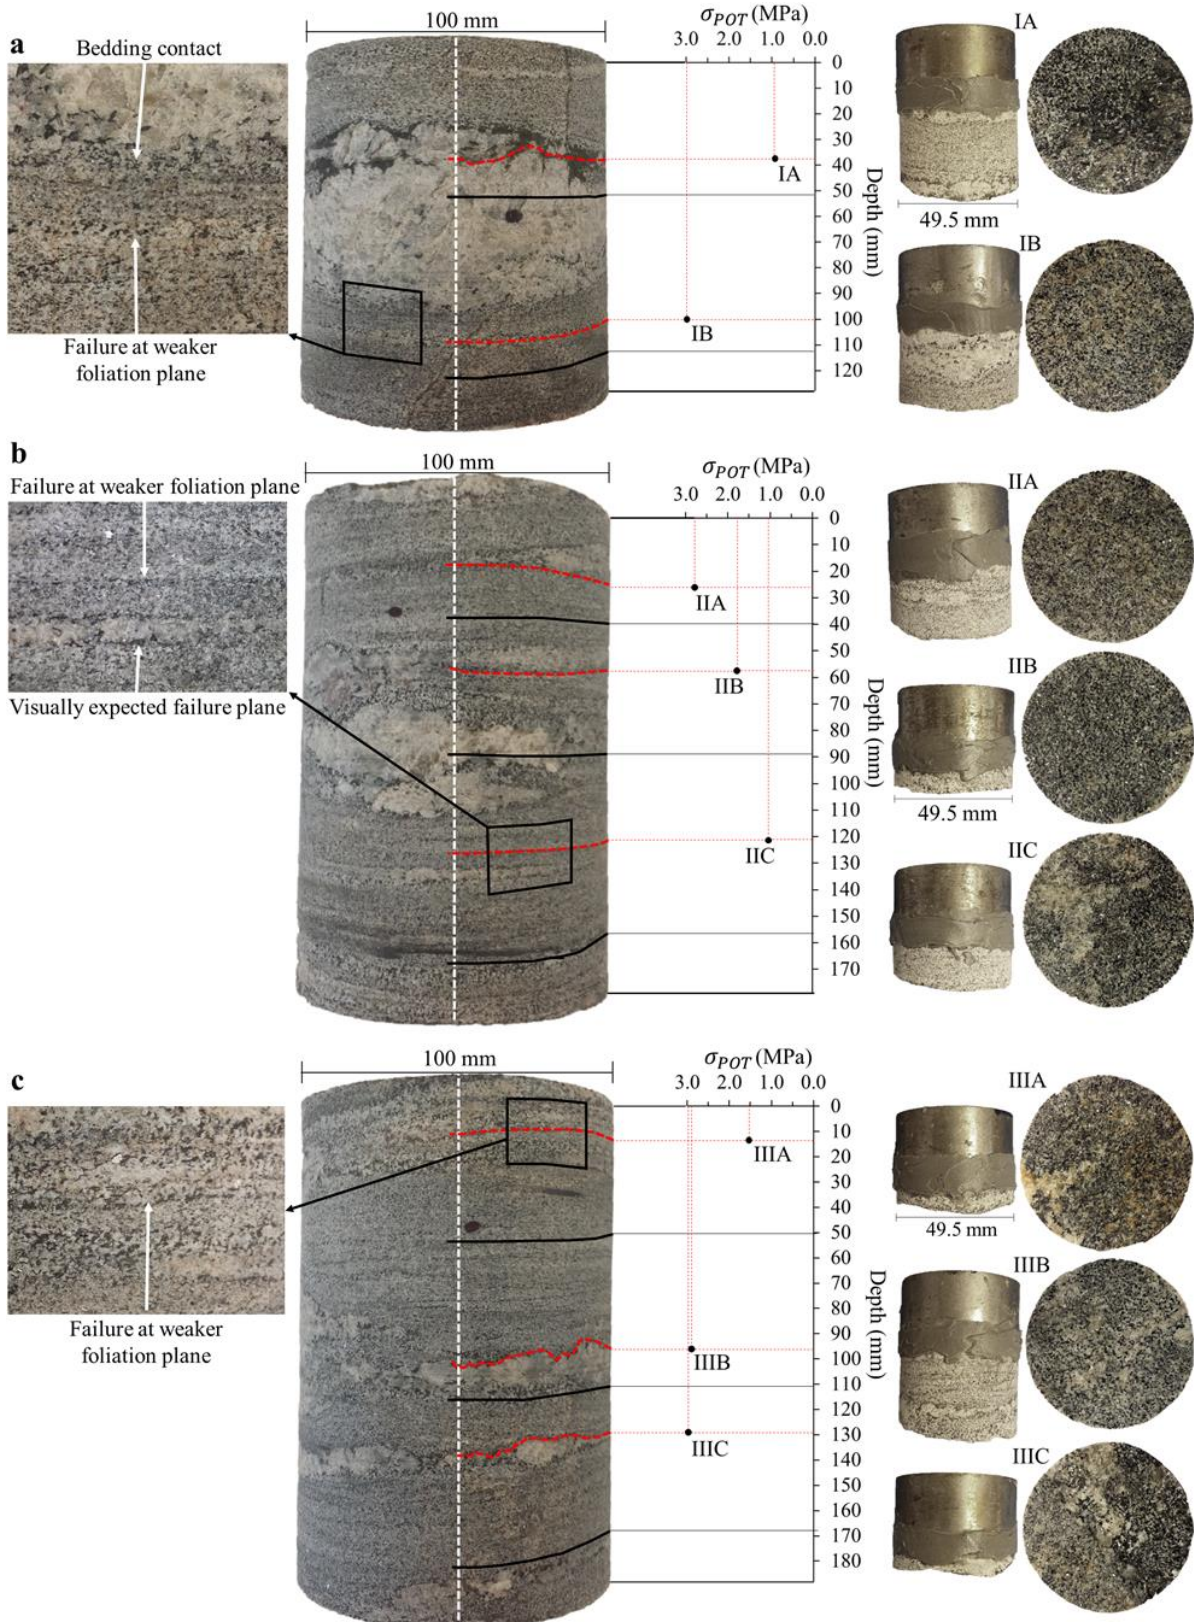 a
Bedding contact
Failure at weaker
foliation plane
100 mm
σPOT (MPa)
3.0 2.0 1.0 0.0
0
10
20
30
40
50
60
70
80
90
100
110
120
Depth (mm)
IA
IB
IA
49.5 mm
IB
b
Failure at weaker foliation plane
Visually expected failure plane
100 mm
σPOT (MPa)
3.0 2.0 1.0 0.0
0
10
20
30
40
50
60
70
80
90
100
110
120
130
140
150
160
170
Depth (mm)
IIA
IIB
IIC
IIA
IIB
49.5 mm
IIC
c
Failure at weaker
foliation plane
100 mm
σPOT (MPa)
3.0 2.0 1.0 0.0
0
10
20
30
40
50
60
70
80
90
100
110
120
130
140
150
160
170
180
Depth (mm)
IIIA
IIIB
IIIC
IIIA
49.5 mm
IIIB
IIIC